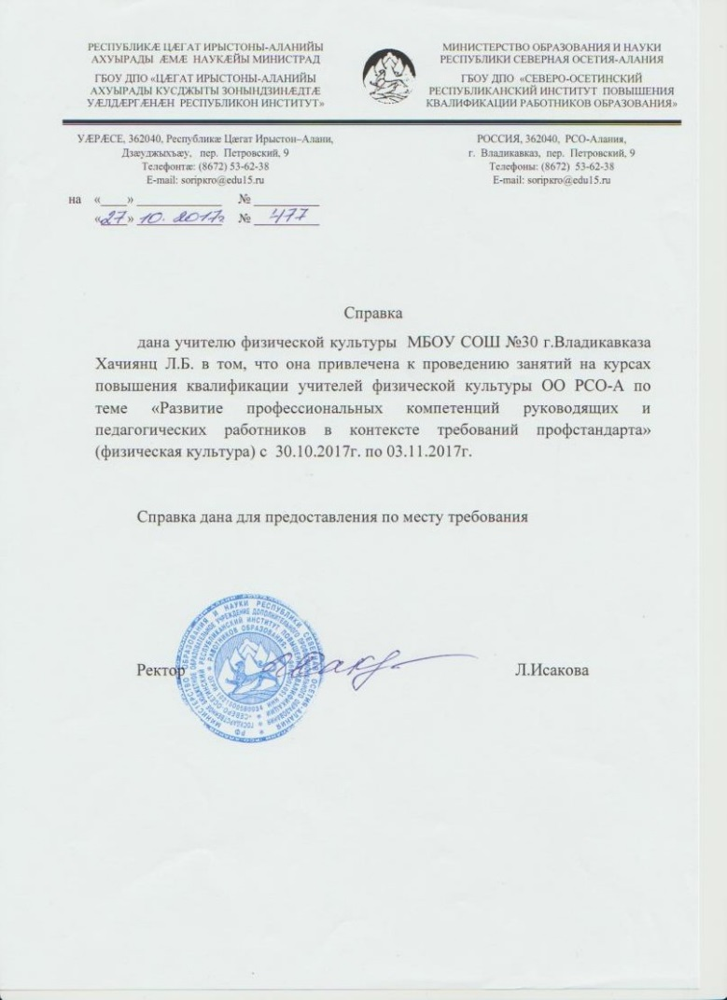 РЕСПУБЛИКÆ ЦÆГАТ ИРЫСТОНЫ-АЛАНИЙЫ
АХУЫРАДЫ ÆМÆ НАУКÆЙЫ МИНИСТРАД
ГБОУ ДПО «ЦÆГАТ ИРЫСТОНЫ-АЛАНИЙЫ
АХУЫРАДЫ КУСДЖЫТЫ ЗОНЫНДЗИНÆДТÆ
УÆЛДÆРГÆНÆН РЕСПУБЛИКОН ИНСТИТУТ»
МИНИСТЕРСТВО ОБРАЗОВАНИЯ И НАУКИ
РЕСПУБЛИКИ СЕВЕРНАЯ ОСЕТИЯ-АЛАНИЯ
ГБОУ ДПО «СЕВЕРО-ОСЕТИНСКИЙ
РЕСПУБЛИКАНСКИЙ ИНСТИТУТ ПОВЫШЕНИЯ
КВАЛИФИКАЦИИ РАБОТНИКОВ ОБРАЗОВАНИЯ»
УÆРÆСЕ, 362040, Республикæ Цæгат Ирыстон–Алани,
Дзæуджыхъæу, пер. Петровский, 9
Телефонтæ: (8672) 53-62-38
E-mail: soripkro@edu15.ru
РОССИЯ, 362040, РСО-Алания,
г. Владикавказ, пер. Петровский, 9
Телефоны: (8672) 53-62-38
E-mail: soripkro@edu15.ru
на «____» ______________ № ___________
«27» 10. 2017г № 477
Справка
дана учителю физической культуры МБОУ СОШ №30 г.Владикавказа
Хачиянц Л.Б. в том, что она привлечена к проведению занятий на курсах
повышения квалификации учителей физической культуры ОО РСО-А по
теме «Развитие профессиональных компетенций руководящих и
педагогических работников в контексте требований профстандарта»
(физическая культура) с 30.10.2017г. по 03.11.2017г.
Справка дана для предоставления по месту требования
Ректор Л.Исакова